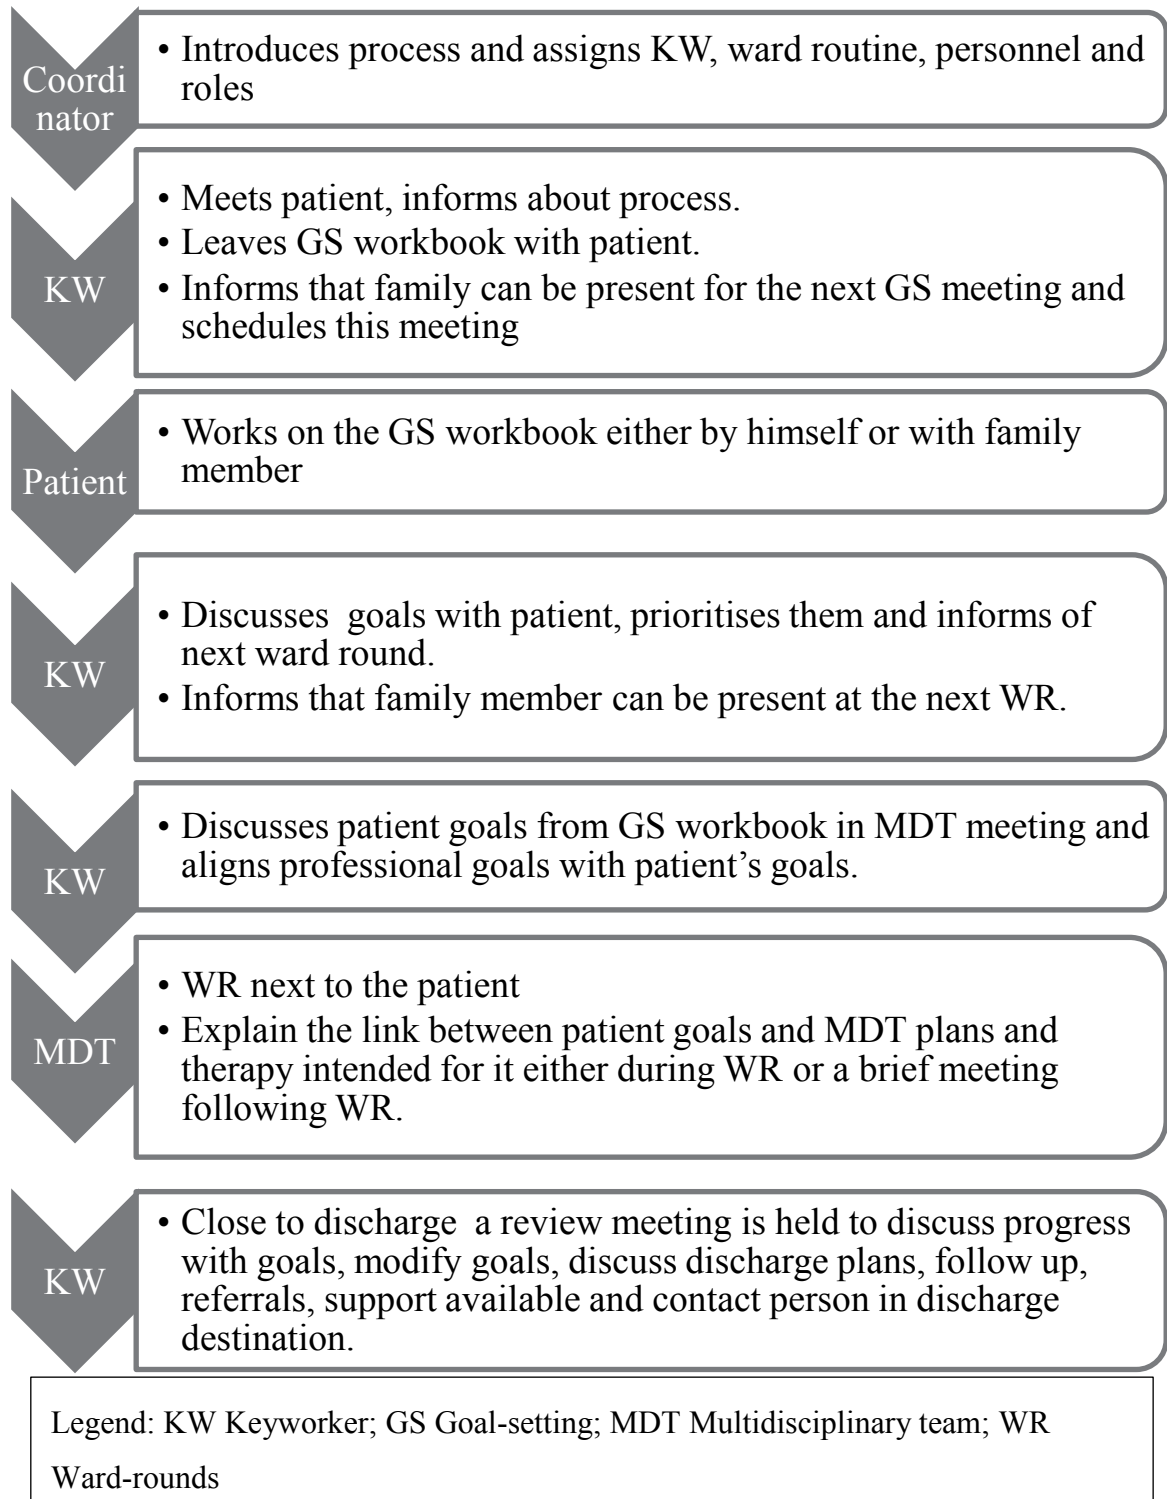 Coordi
nator
• Introduces process and assigns KW, ward routine, personnel and
roles
KW
• Meets patient, informs about process.
• Leaves GS workbook with patient.
• Informs that family can be present for the next GS meeting and
schedules this meeting
Patient
• Works on the GS workbook either by himself or with family
member
KW
• Discusses  goals with patient, prioritises them and informs of
next ward round.
• Informs that family member can be present at the next WR.
KW
• Discusses patient goals from GS workbook in MDT meeting and
aligns professional goals with patient’s goals.
MDT
• WR next to the patient
• Explain the link between patient goals and MDT plans and
therapy intended for it either during WR or a brief meeting
following WR.
KW
• Close to discharge  a review meeting is held to discuss progress
with goals, modify goals, discuss discharge plans, follow up,
referrals, support available and contact person in discharge
destination.
Legend: KW Keyworker; GS Goal-setting; MDT Multidisciplinary team; WR
Ward-rounds